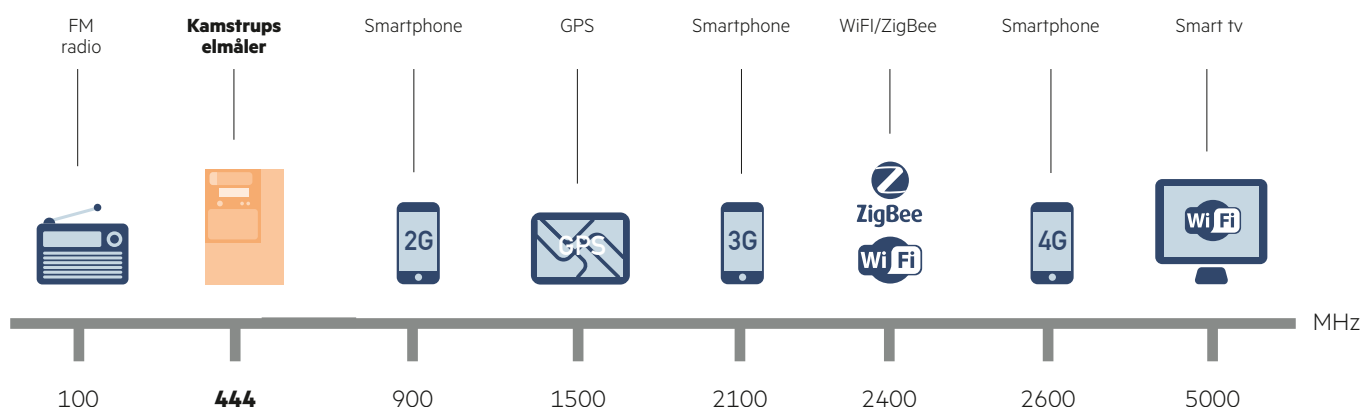 FM
radio
Kamstrups
elmåler
Smartphone
GPS
Smartphone
WiFI/ZigBee
Smartphone
Smart tv
2G
GPS
3G
ZigBee
Wi Fi
4G
Wi Fi
MHz
100
444
900
1500
2100
2400
2600
5000